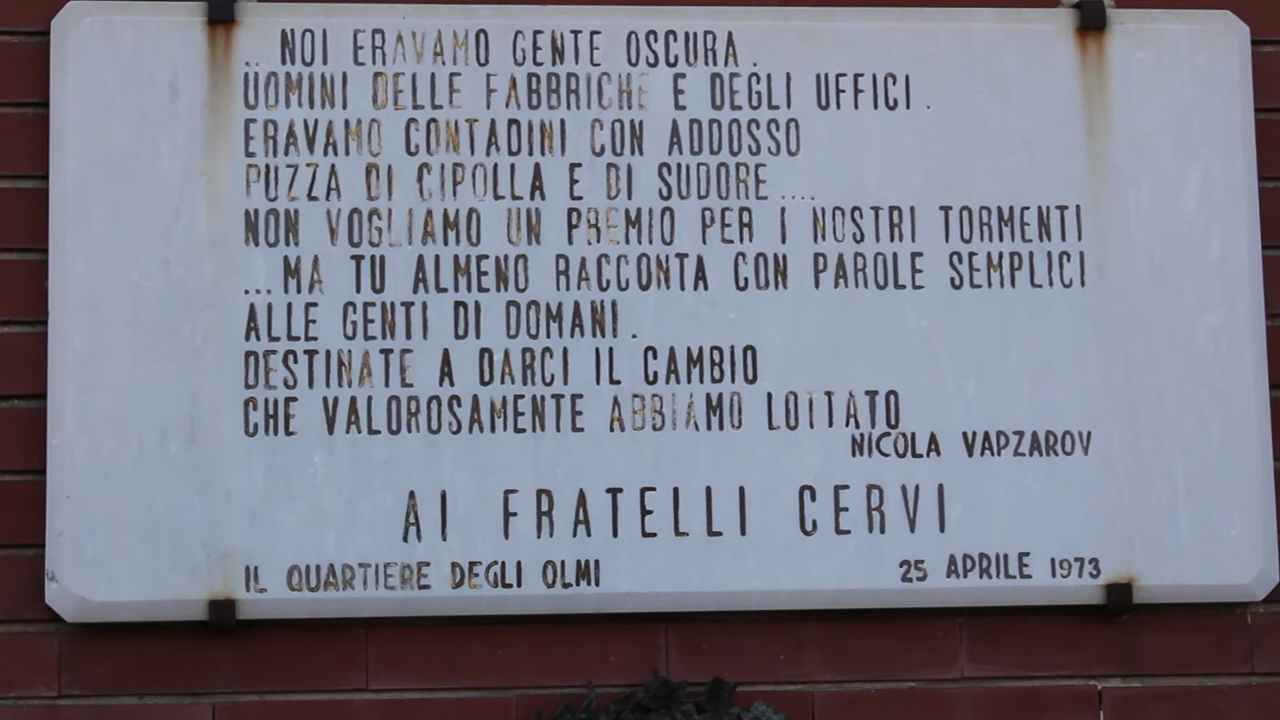 ... NOI ERAVAMO GENTE OSCURA.
UOMINI DELLE FABBRICHE E DEGLI UFFICI.
ERAVAMO CONTADINI CON ADDOSSO
PUZZA DI CIPOLLA E DI SUDORE ....
NON VOGLIAMO UN PREMIO PER I NOSTRI TORMENTI
...MA TU ALMENO RACCONTA CON PAROLE SEMPLICI
ALLE GENTI DI DOMANI.
DESTINATE A DARCI IL CAMBIO
CHE VALOROSAMENTE ABBIAMO LOTTATO
NICOLA VAPZAROV
AI FRATELLI CERVI
IL QUARTIERE DEGLI OLMI 25 APRILE 1973